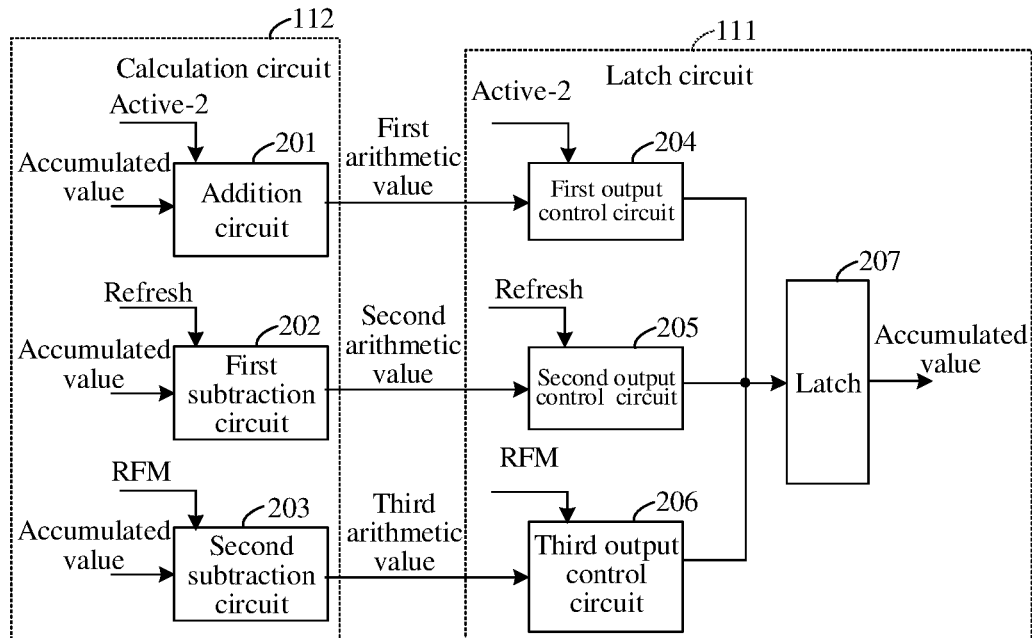 112
111
Calculation circuit
Latch circuit
Active-2
Active-2
201
First
arithmetic
value
204
Accumulated
value
Addition
circuit
First output
control circuit
207
Refresh
Refresh
202
Second
arithmetic
value
205
Accumulated
value
Accumulated
value
First
subtraction
circuit
Second output
control circuit
Latch
RFM
RFM
203
Third
arithmetic
value
206
Accumulated
value
Second
subtraction
circuit
Third output
control
circuit